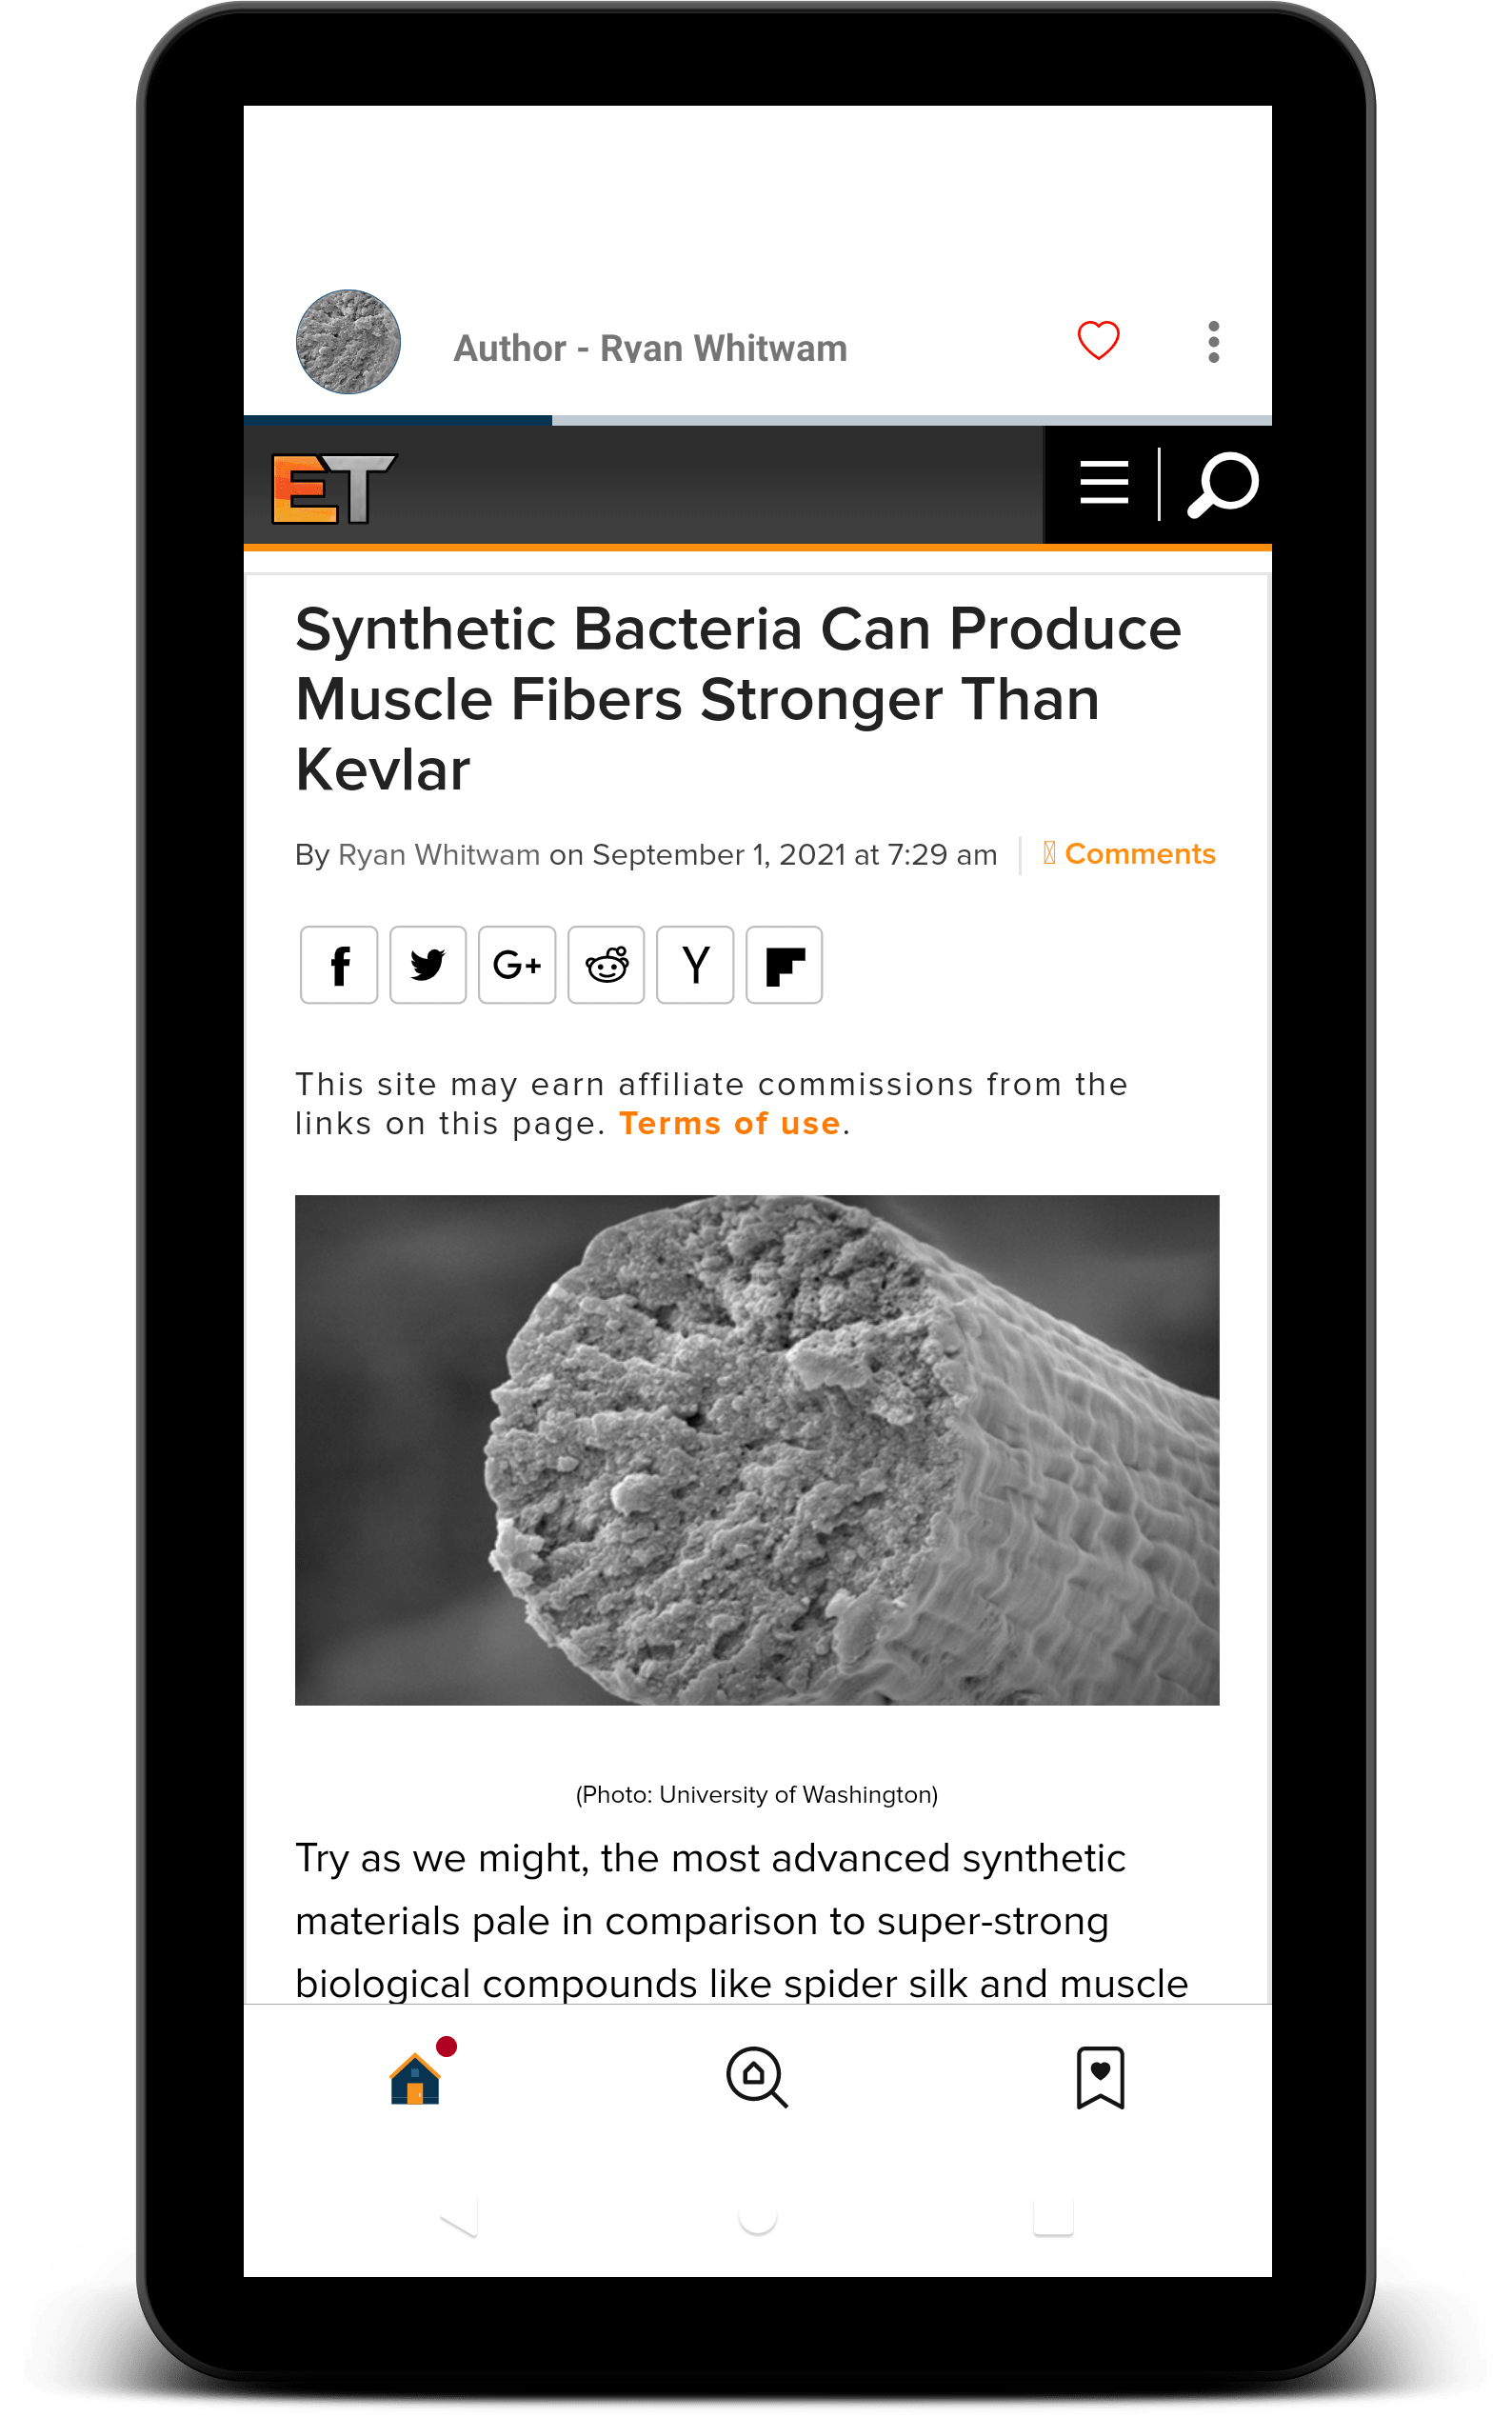 Author - Ryan Whitwam
ET
Synthetic Bacteria Can Produce
Muscle Fibers Stronger Than
Kevlar
By Ryan Whitwam on September 1, 2021 at 7:29 am
Comments
f G+ Y
This site may earn affiliate commissions from the
links on this page. Terms of use.
(Photo: University of Washington)
Try as we might, the most advanced synthetic
materials pale in comparison to super-strong
biological compounds like spider silk and muscle